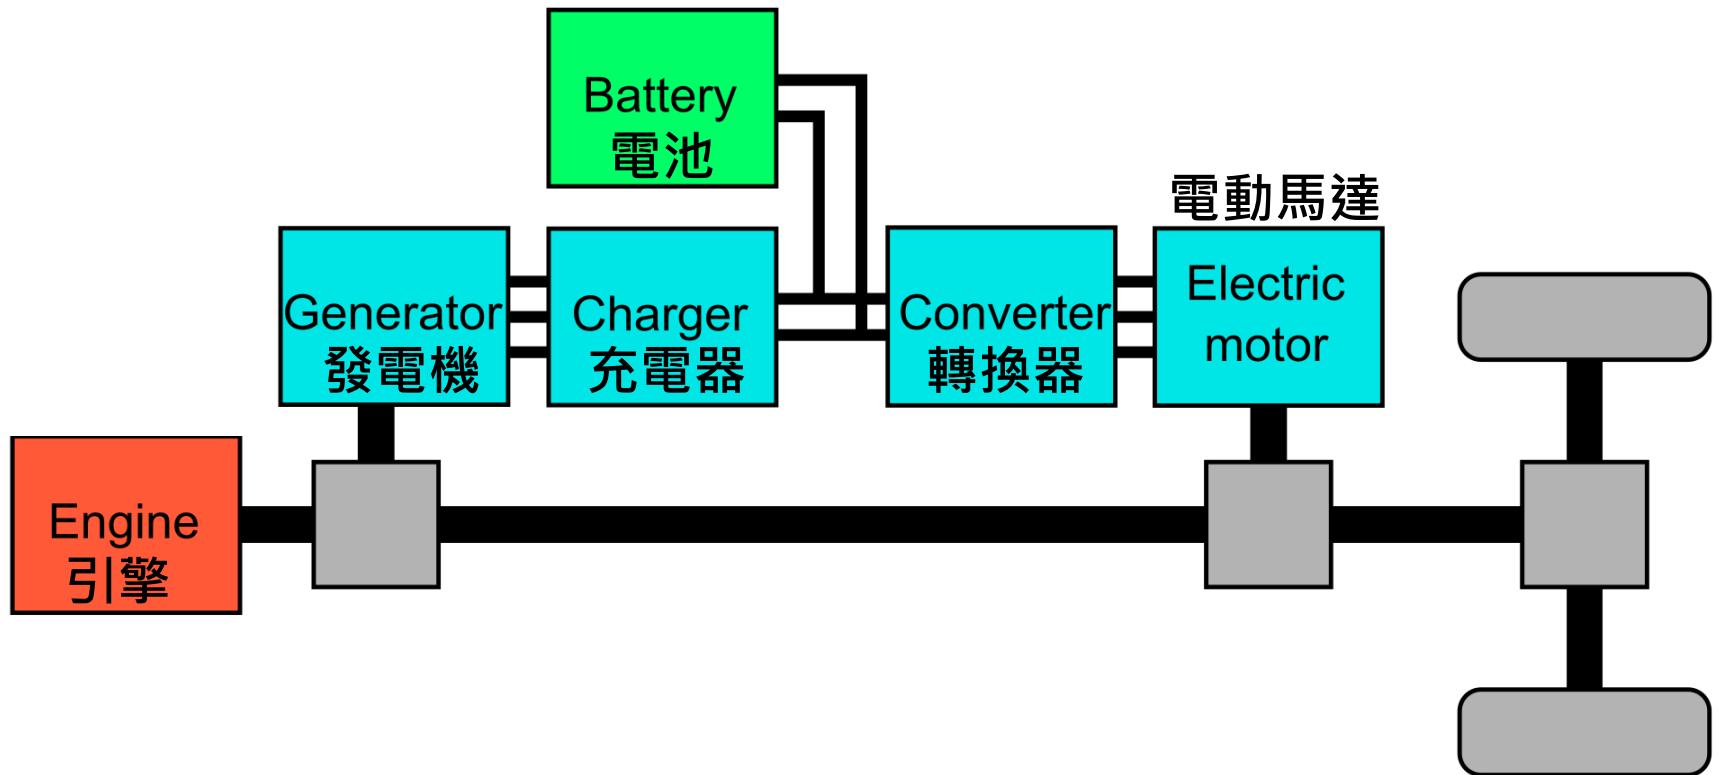 Battery
電池
電動馬達
Generator
發電機
Charger
充電器
Converter
轉換器
Electric
motor
Engine
引擎